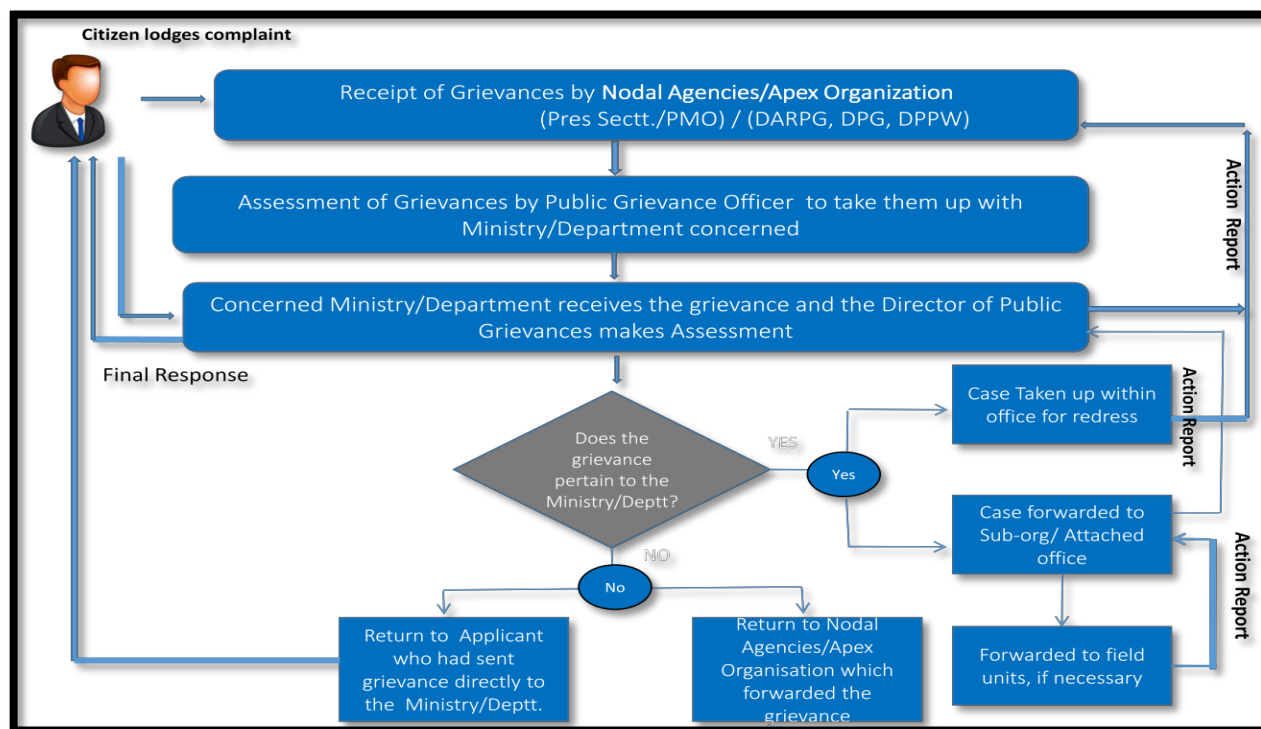 Citizen lodges complaint
Receipt of Grievances by Nodal Agencies/Apex Organization
(Pres Sectt./PMO) / (DARPG, DPG, DPPW)
Assessment of Grievances by Public Grievance Officer to take them up with
Ministry/Department concerned
Concerned Ministry/Department receives the grievance and the Director of Public
Grievances makes Assessment
Action Report
Final Response
Does the
grievance
pertain to the
Ministry/Deptt?
YES
Yes
Case Taken up within
office for redress
Action Report
Case forwarded to
Sub-org/ Attached
office
Action Report
NO
No
Return to Applicant
who had sent
grievance directly to
the Ministry/Deptt.
Return to Nodal
Agencies/Apex
Organisation which
forwarded the
grievance
Forwarded to field
units, if necessary